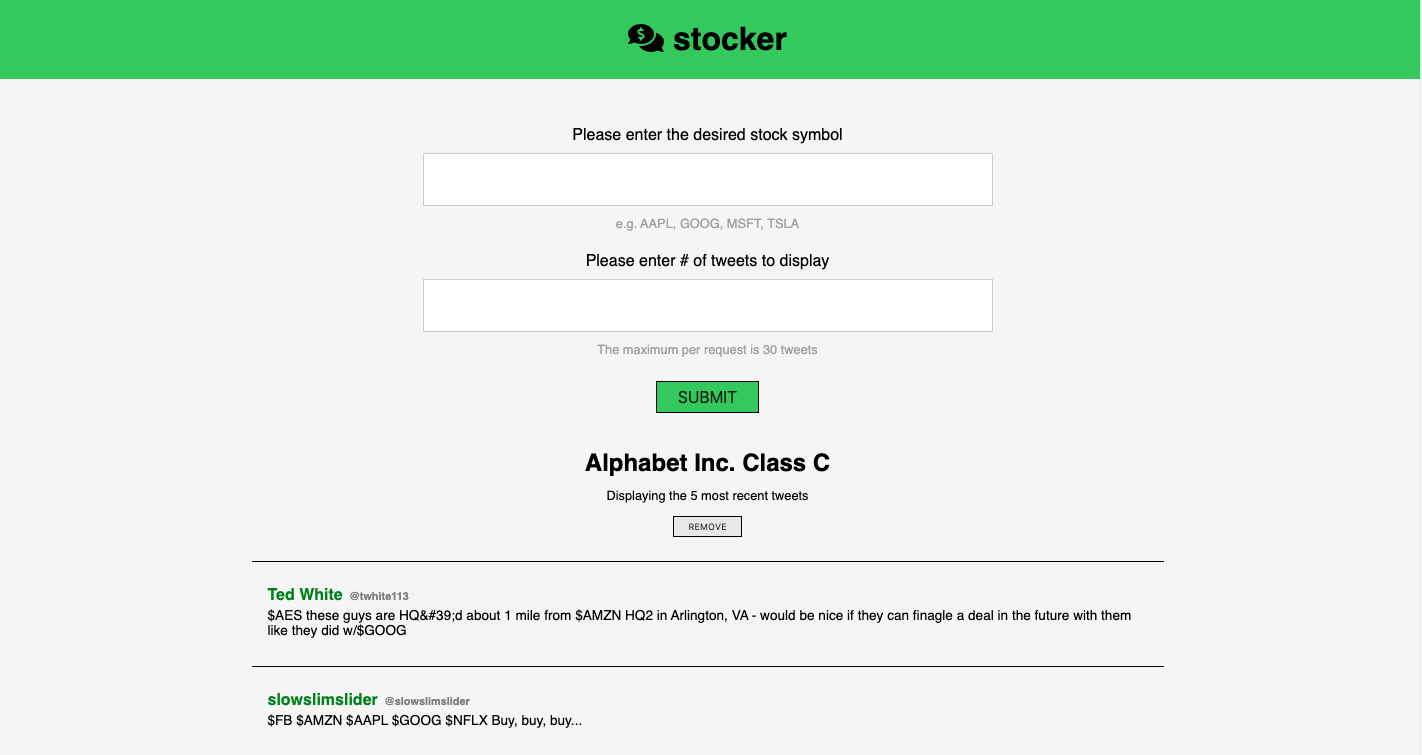 stocker
Please enter the desired stock symbol
e.g. AAPL, GOOG, MSFT, TSLA
Please enter # of tweets to display
The maximum per request is 30 tweets
SUBMIT
Alphabet Inc. Class C
Displaying the 5 most recent tweets
REMOVE
Ted White @twhite113
$AES these guys are HQ&#39;d about 1 mile from $AMZN HQ2 in Arlington, VA - would be nice if they can finagle a deal in the future with them
like they did w/$GOOG
slowslimslider @slowslimslider
$FB $AMZN $AAPL $GOOG $NFLX Buy, buy, buy...